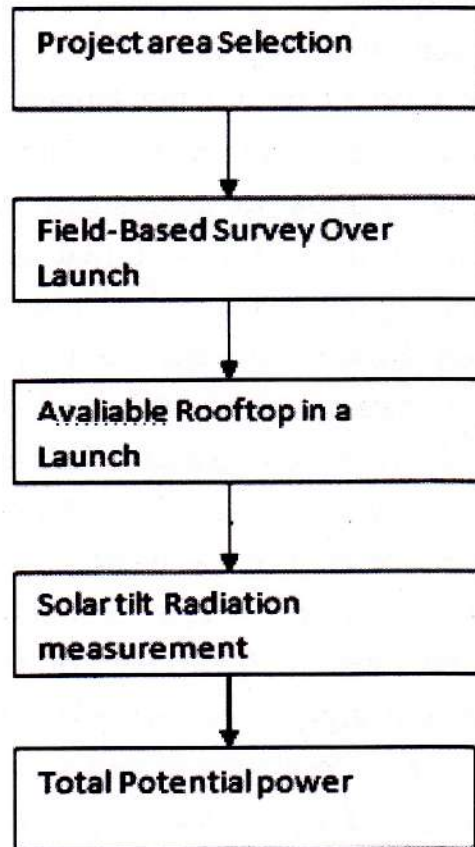 Project area Selection
Field-Based Survey Over
Launch
Avaliable Rooftop in a
Launch
Solar tilt Radiation
measurement
Total Potential power